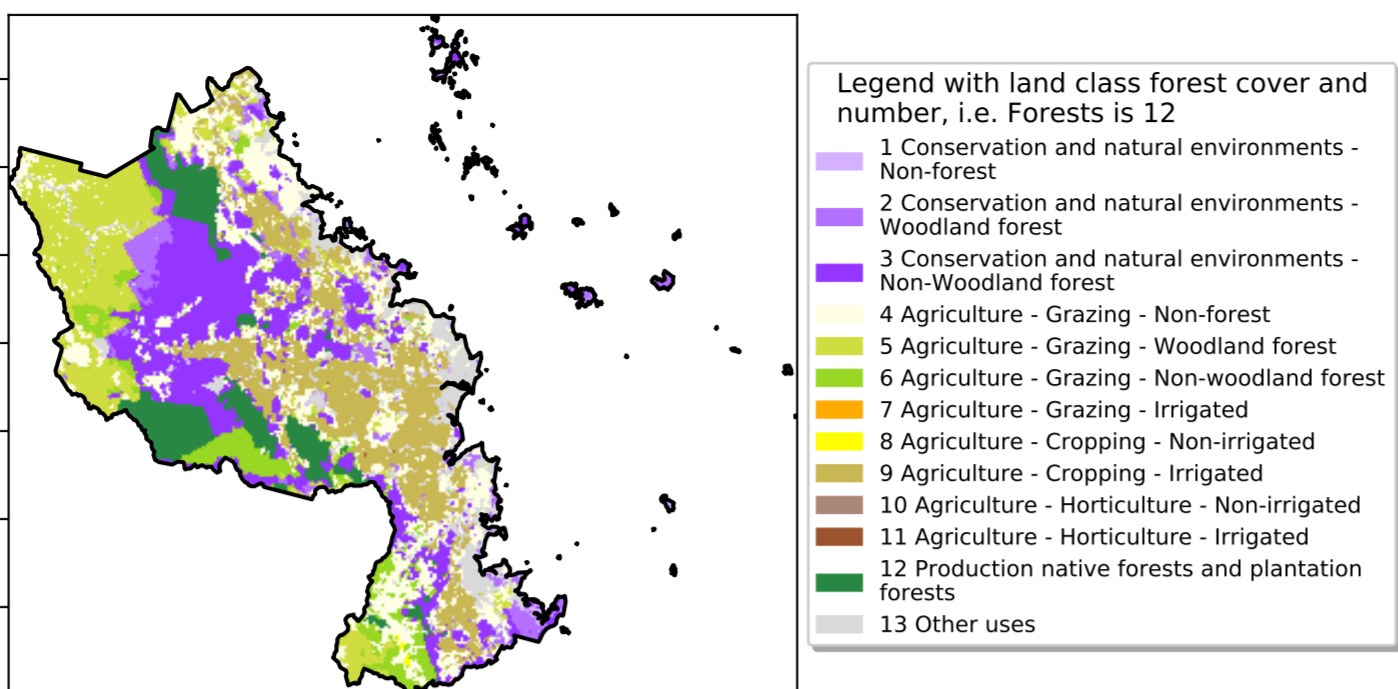 Legend with land class forest cover and
number, i.e. Forests is 12
1 Conservation and natural environments -
Non-forest
2 Conservation and natural environments -
Woodland forest
3 Conservation and natural environments -
Non-Woodland forest
4 Agriculture - Grazing - Non-forest
5 Agriculture - Grazing - Woodland forest
6 Agriculture - Grazing - Non-woodland forest
7 Agriculture - Grazing - Irrigated
8 Agriculture - Cropping - Non-irrigated
9 Agriculture - Cropping - Irrigated
10 Agriculture - Horticulture - Non-irrigated
11 Agriculture - Horticulture - Irrigated
12 Production native forests and plantation
forests
13 Other uses